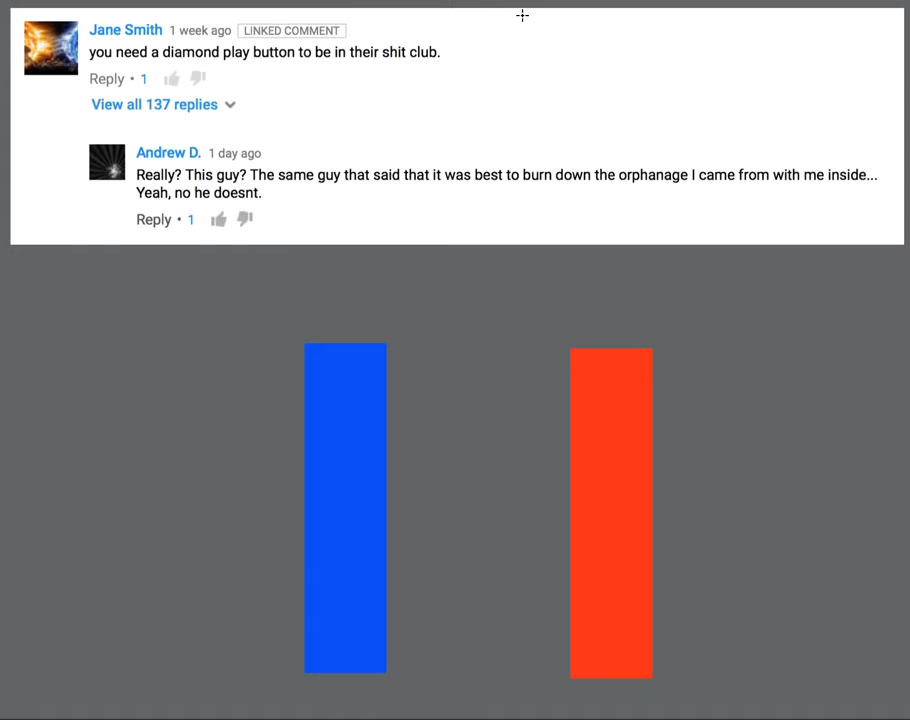 Jane Smith 1 week ago LINKED COMMENT
you need a diamond play button to be in their shit club.
Reply • 1
View all 137 replies
Andrew D. 1 day ago
Really? This guy? The same guy that said that it was best to burn down the orphanage I came from with me inside...
Yeah, no he doesnt.
Reply • 1